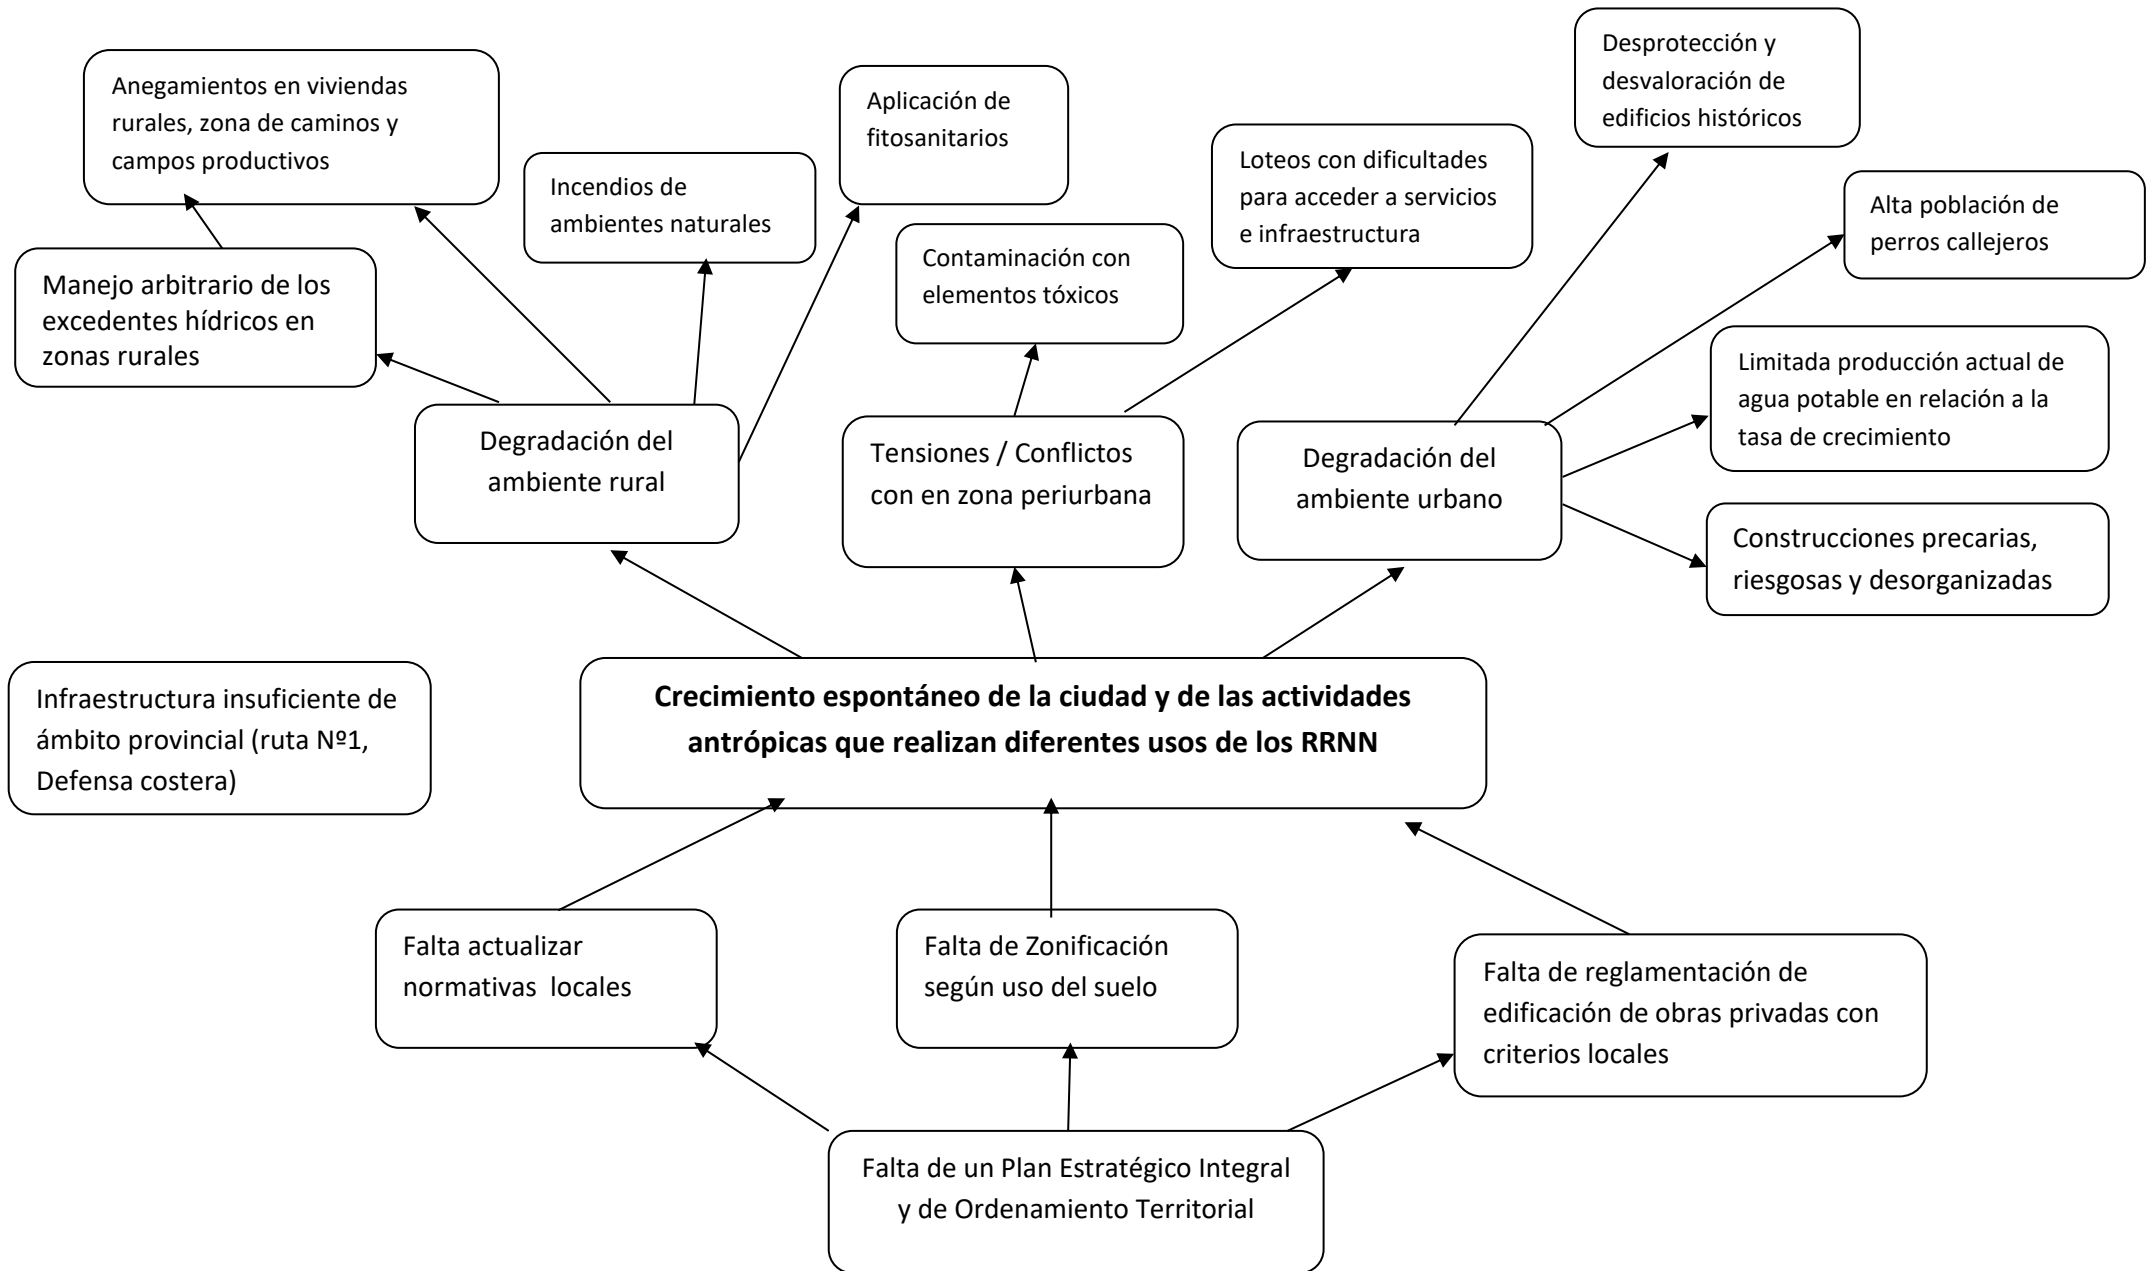 Desprotección y
desvaloración de
edificios históricos
Anegamientos en viviendas
rurales, zona de caminos y
campos productivos
Aplicación de
fitosanitarios
Loteos con dificultades
para acceder a servicios
e infraestructura
Incendios de
ambientes naturales
Alta población de
perros callejeros
Contaminación con
elementos tóxicos
Manejo arbitrario de los
excedentes hídricos en
zonas rurales
Limitada producción actual de
agua potable en relación a la
tasa de crecimiento
Degradación del
ambiente rural
Tensiones / Conflictos
con en zona periurbana
Degradación del
ambiente urbano
Construcciones precarias,
riesgosas y desorganizadas
Infraestructura insuficiente de
ámbito provincial (ruta Nº1,
Defensa costera)
Crecimiento espontáneo de la ciudad y de las actividades
antrópicas que realizan diferentes usos de los RRNN
Falta actualizar
normativas  locales
Falta de Zonificación
según uso del suelo
Falta de reglamentación de
edificación de obras privadas con
criterios locales
Falta de un Plan Estratégico Integral
y de Ordenamiento Territorial